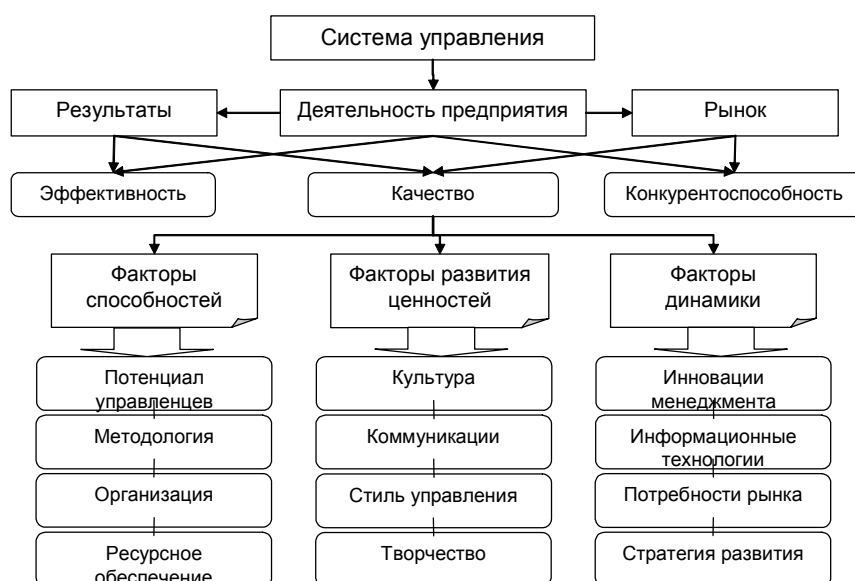 Система управления
Результаты
Деятельность предприятия
Рынок
Эффективность
Качество
Конкурентоспособность
Факторы
способностей
Факторы развития
ценностей
Факторы
динамики
Потенциал
управленцев
Культура
Инновации
менеджмента
Методология
Коммуникации
Информационные
технологии
Организация
Стиль управления
Потребности рынка
Ресурсное
обеспечение
Творчество
Стратегия развития